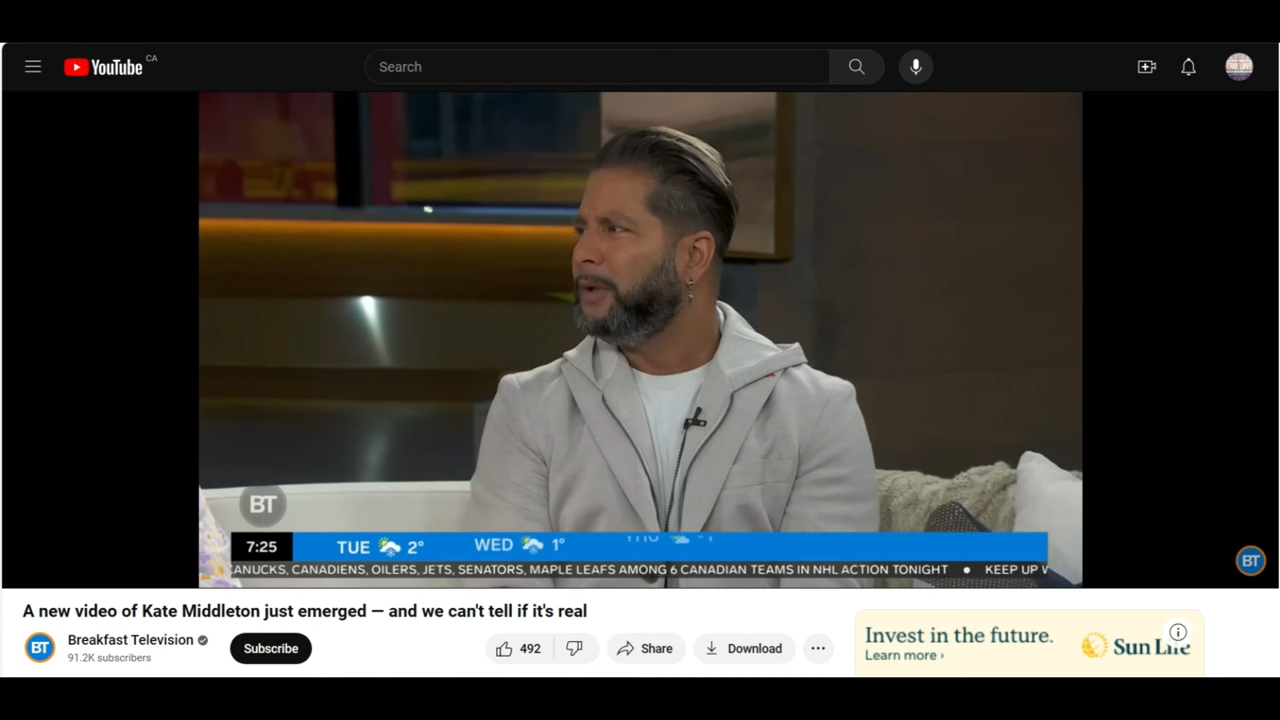 YouTube CA
Search
BT
7:25 TUE 2° WED 1° THU -1
CANUCKS, CANADIENS, OILERS, JETS, SENATORS, MAPLE LEAFS AMONG 6 CANADIAN TEAMS IN NHL ACTION TONIGHT ● KEEP UP
BT
A new video of Kate Middleton just emerged — and we can't tell if it's real
BT
Breakfast Television
91.2K subscribers
Subscribe
492
Share
Download
Invest in the future.
Learn more ›
Sun Life